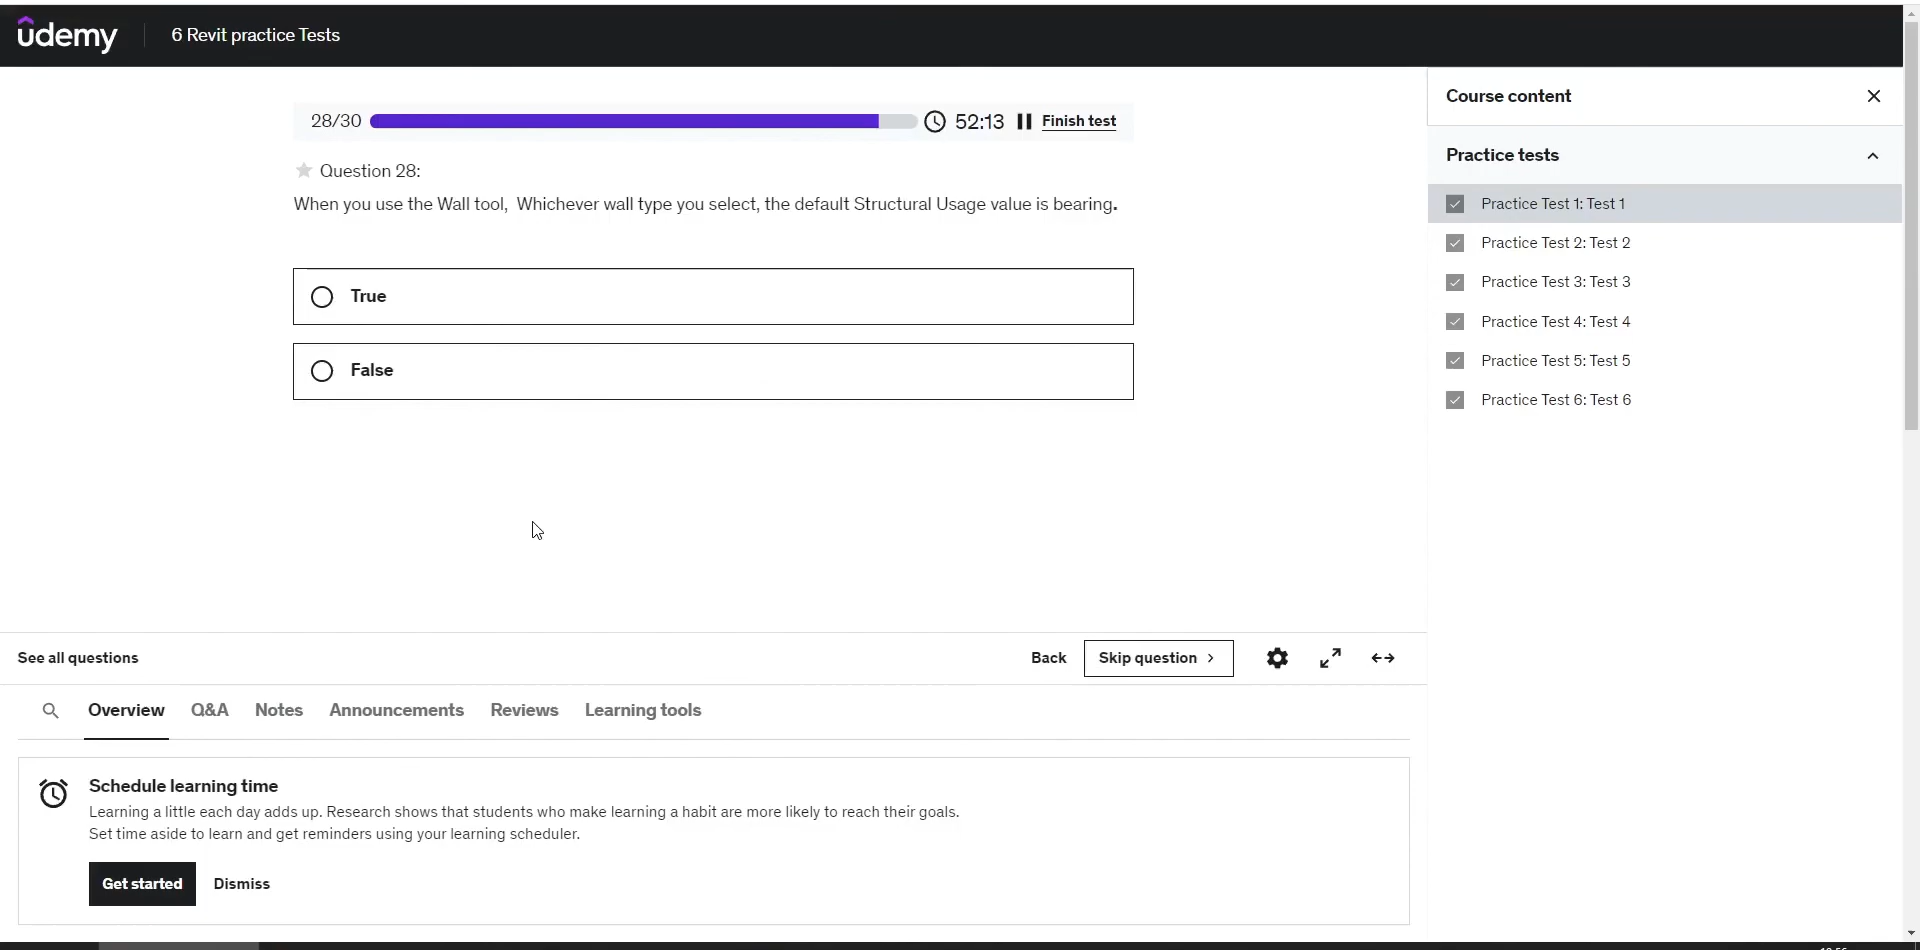 udemy
6 Revit practice Tests
28/30
52:13
Finish test
Question 28:
When you use the Wall tool,  Whichever wall type you select, the default Structural Usage value is bearing.
True
False
See all questions
Back
Skip question
Overview
Q&A
Notes
Announcements
Reviews
Learning tools
Schedule learning time
Learning a little each day adds up. Research shows that students who make learning a habit are more likely to reach their goals.
Set time aside to learn and get reminders using your learning scheduler.
Get started
Dismiss
Course content
Practice tests
Practice Test 1: Test 1
Practice Test 2: Test 2
Practice Test 3: Test 3
Practice Test 4: Test 4
Practice Test 5: Test 5
Practice Test 6: Test 6